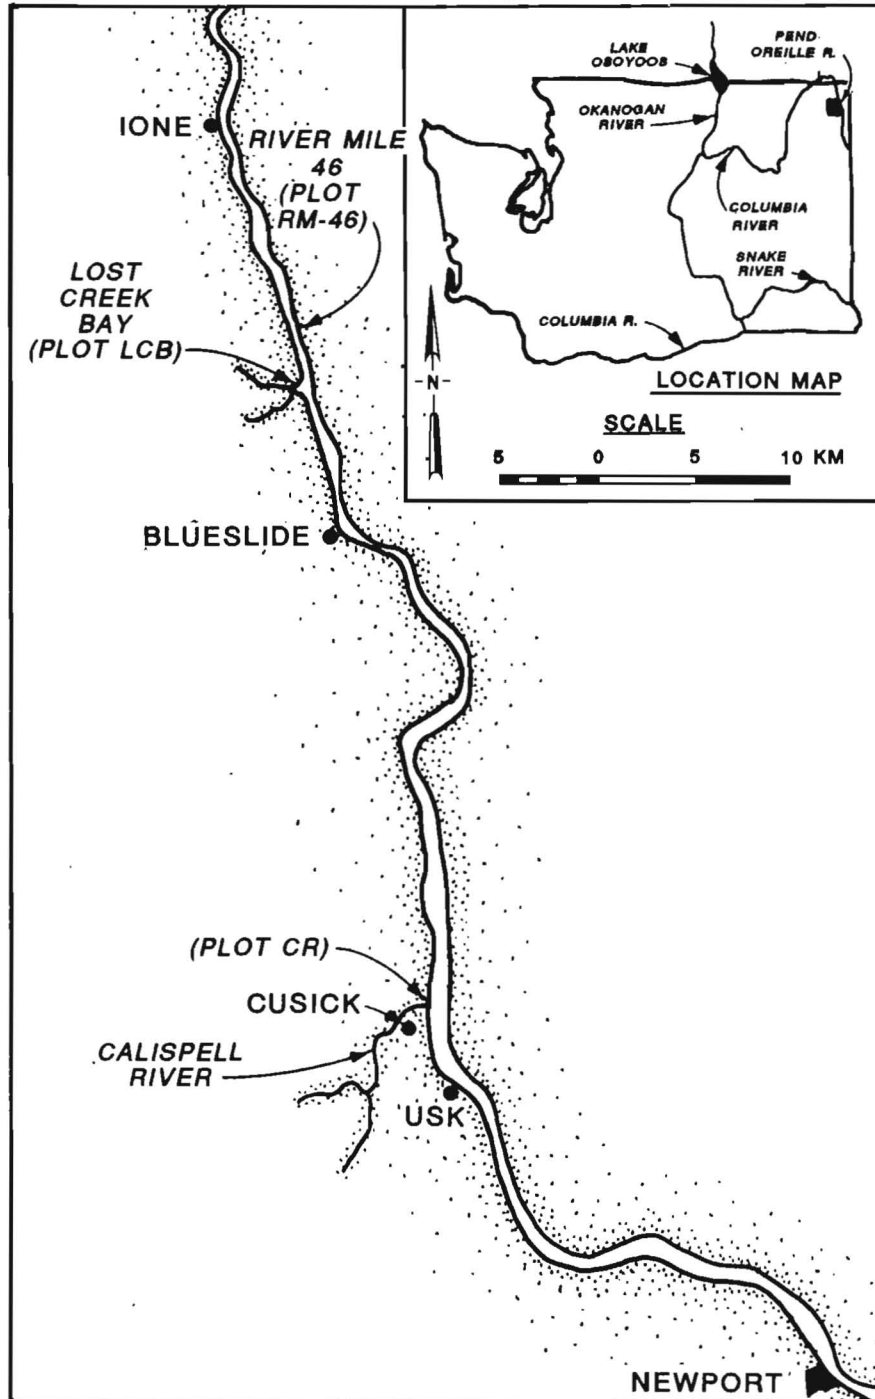 IONE
RIVER MILE
46
(PLOT
RM-46)
LOST
CREEK
BAY
(PLOT LCB)
BLUESLIDE
(PLOT CR)
CUSICK
CALISPELL
RIVER
USK
NEWPORT
LAKE
OSOYOOS
PEND
OREILLE R.
OKANOGAN
RIVER
COLUMBIA
RIVER
SNAKE
RIVER
COLUMBIA R.
-N-
LOCATION MAP
SCALE
5 0 5 10 KM